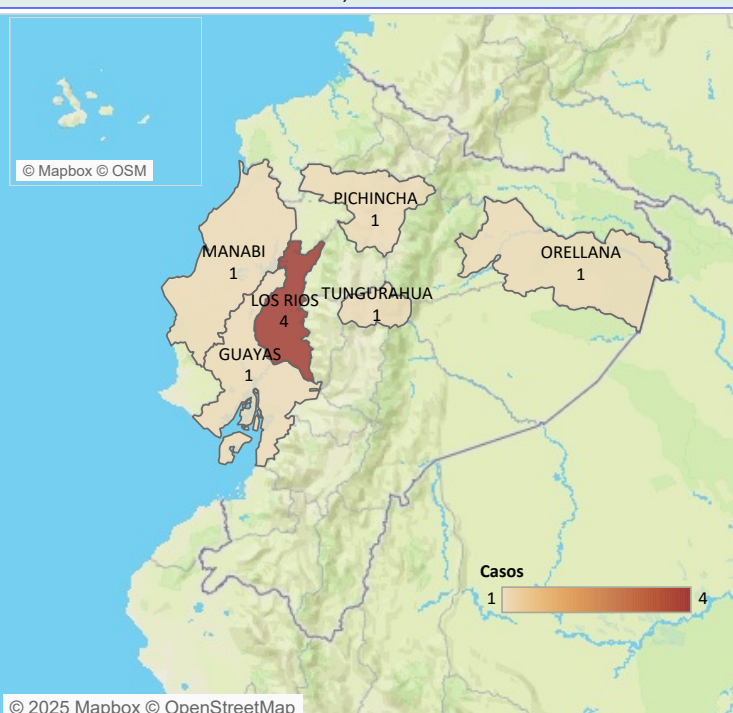 © Mapbox © OSM
PICHINCHA
1
MANABI
1
ORELLANA
1
LOS RIOS
4
TUNGURAHUA
1
GUAYAS
1
Casos
1
4
© 2025 Mapbox © OpenStreetMap